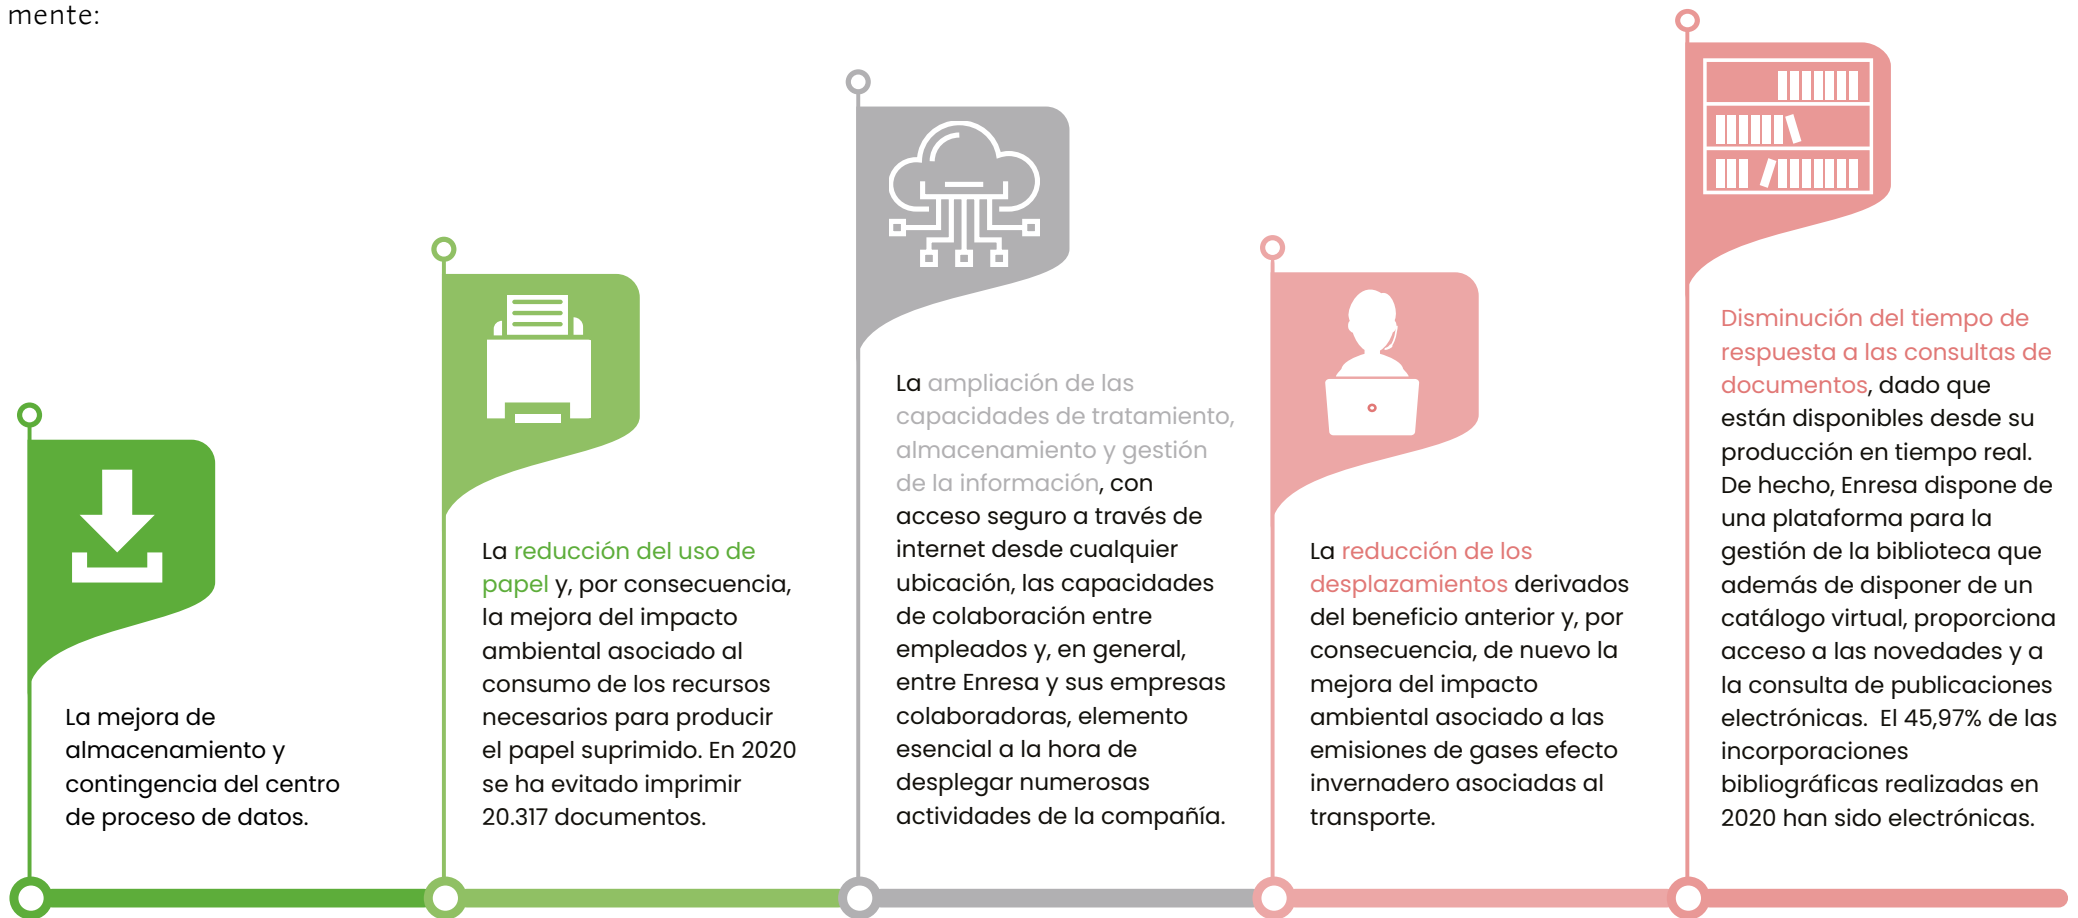 mente:
La mejora de
almacenamiento y
contingencia del centro
de proceso de datos.
La reducción del uso de
papel y, por consecuencia,
la mejora del impacto
ambiental asociado al
consumo de los recursos
necesarios para producir
el papel suprimido. En 2020
se ha evitado imprimir
20.317 documentos.
La ampliación de las
capacidades de tratamiento,
almacenamiento y gestión
de la información, con
acceso seguro a través de
internet desde cualquier
ubicación, las capacidades
de colaboración entre
empleados y, en general,
entre Enresa y sus empresas
colaboradoras, elemento
esencial a la hora de
desplegar numerosas
actividades de la compañía.
La reducción de los
desplazamientos derivados
del beneficio anterior y, por
consecuencia, de nuevo la
mejora del impacto
ambiental asociado a las
emisiones de gases efecto
invernadero asociadas al
transporte.
Disminución del tiempo de
respuesta a las consultas de
documentos, dado que
están disponibles desde su
producción en tiempo real.
De hecho, Enresa dispone de
una plataforma para la
gestión de la biblioteca que
además de disponer de un
catálogo virtual, proporciona
acceso a las novedades y a
la consulta de publicaciones
electrónicas. El 45,97% de las
incorporaciones
bibliográficas realizadas en
2020 han sido electrónicas.